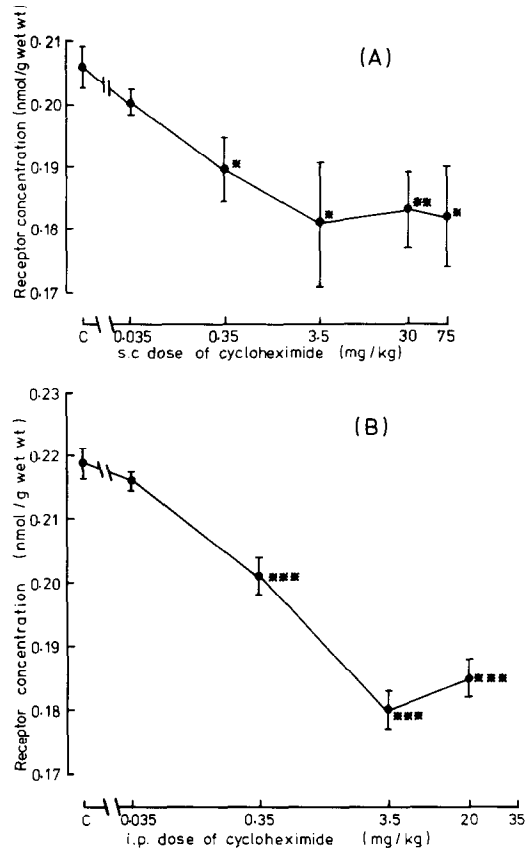 (A)
Receptor concentration (nmol/g wet wt)
0·21
0·20
0·19
0·18
0·17
*
*
**
*
C 0·035 0·35 3·5 30 75
s.c dose of cycloheximide (mg/kg)
(B)
Receptor concentration (nmol/g wet wt.)
0·23
0·22
0·21
0·20
0·19
0·18
0·17
***
***
***
C 0·035 0·35 3·5 20 35
i.p. dose of cycloheximide (mg/kg)